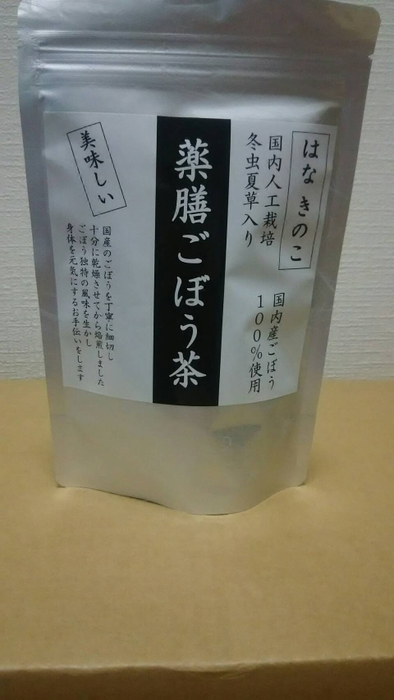 はなきのこ
国内人工栽培
冬虫夏草入り
国内産ごぼう
100%使用
薬膳ごぼう茶
美味しい
国産のごぼうを丁寧に細切し
十分に乾燥させてから焙煎しました
ごぼう独特の風味を生かし
身体を元気にするお手伝いをします